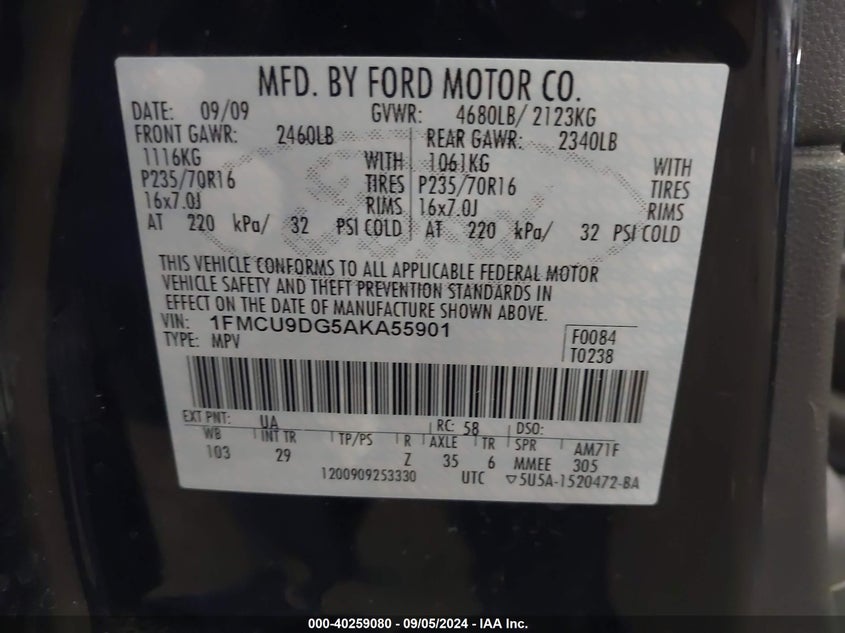 MFD. BY FORD MOTOR CO.
DATE: 09/09 GVWR: 4680LB/ 2123KG
FRONT GAWR: 2460LB REAR GAWR: 2340LB
1116KG WITH 1061KG WITH
P235/70R16 TIRES P235/70R16 TIRES
16x7.0J RIMS 16x7.0J RIMS
AT 220 kPa/ 32 PSI COLD AT 220 kPa/ 32 PSI COLD
THIS VEHICLE CONFORMS TO ALL APPLICABLE FEDERAL MOTOR
VEHICLE SAFETY AND THEFT PREVENTION STANDARDS IN
EFFECT ON THE DATE OF MANUFACTURE SHOWN ABOVE.
VIN: 1FMCU9DG5AKA55901
TYPE: MPV
F0084
T0238
EXT PNT: UA RC: 58 DSO:
WB INT TR TP/PS R AXLE TR SPR AM71F
103 29 Z 35 6 MMEE 305
1200909253330 UTC ▽5U5A-1520472-BA
000-40259080 - 09/05/2024 - IAA Inc.